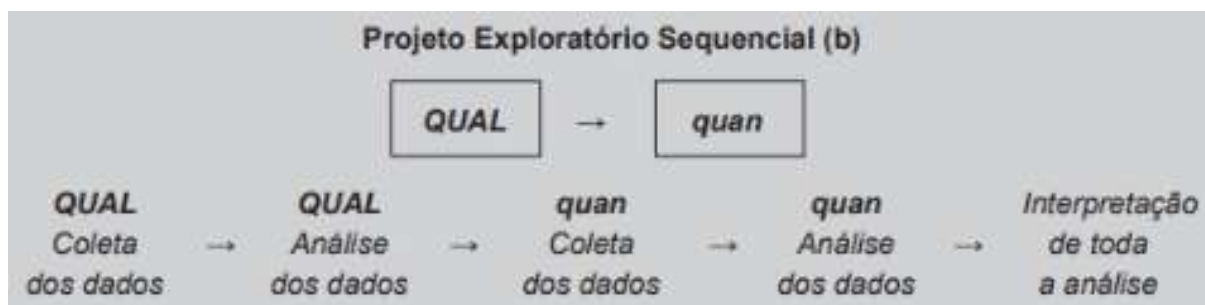 Projeto Exploratório Sequencial (b)
QUAL → quan
QUAL QUAL quan quan Interpretação
Coleta → Análise → Coleta → Análise → de toda
dos dados dos dados dos dados dos dados a análise